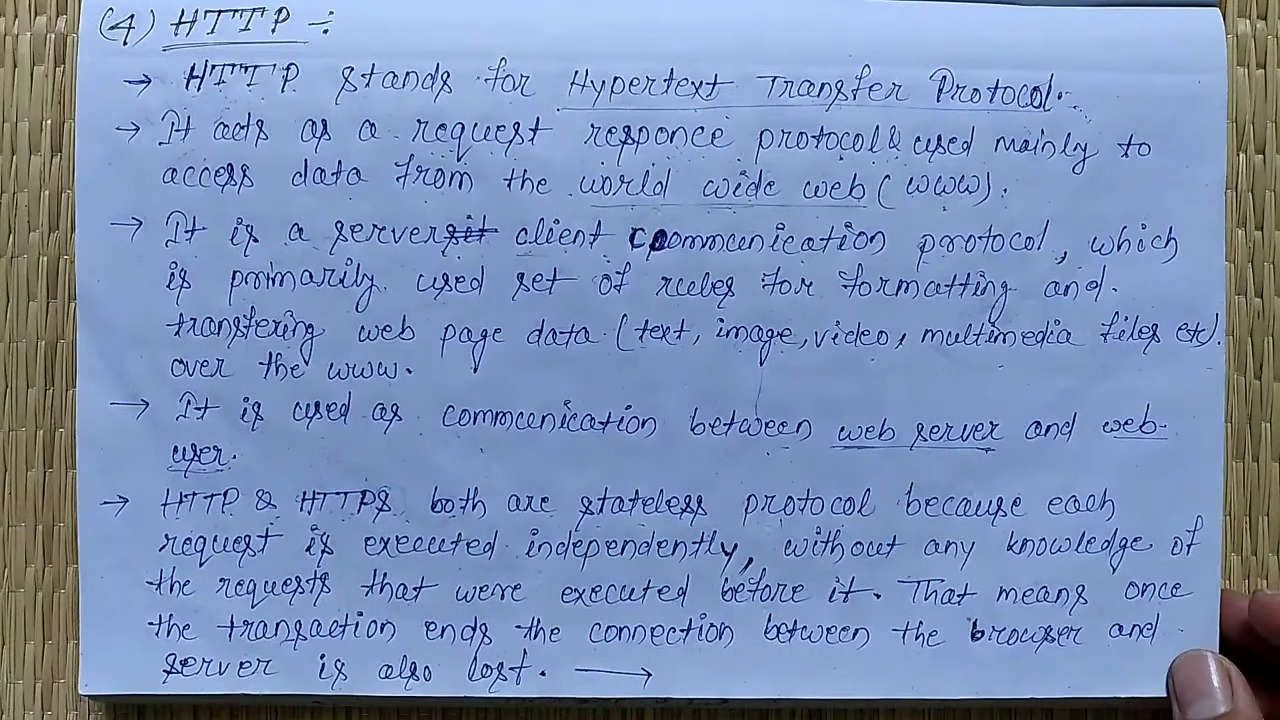 (4) HTTP ÷
→ HTTP stands for Hypertext Transfer Protocol.
→ It acts as a request responce protocol & used mainly to
access data from the world wide web (www).
→ It is a server client communication protocol, which
is primarily used set of rules for formatting and
transfering web page data (text, image, video, multimedia files etc).
over the www.
→ It is used as communication between web server and web-
user.
→ HTTP & HTTPS both are stateless protocol because each
request is executed independently, without any knowledge of
the requests that were executed before it. That means once
the transaction ends the connection between the browser and
server is also lost. →